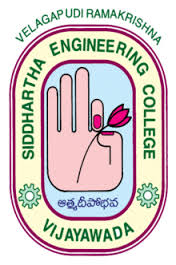 VELAGAPUDI RAMAKRISHNA
SIDDHARTHA ENGINEERING COLLEGE
ఆత్మదీపోభవ
VIJAYAWADA